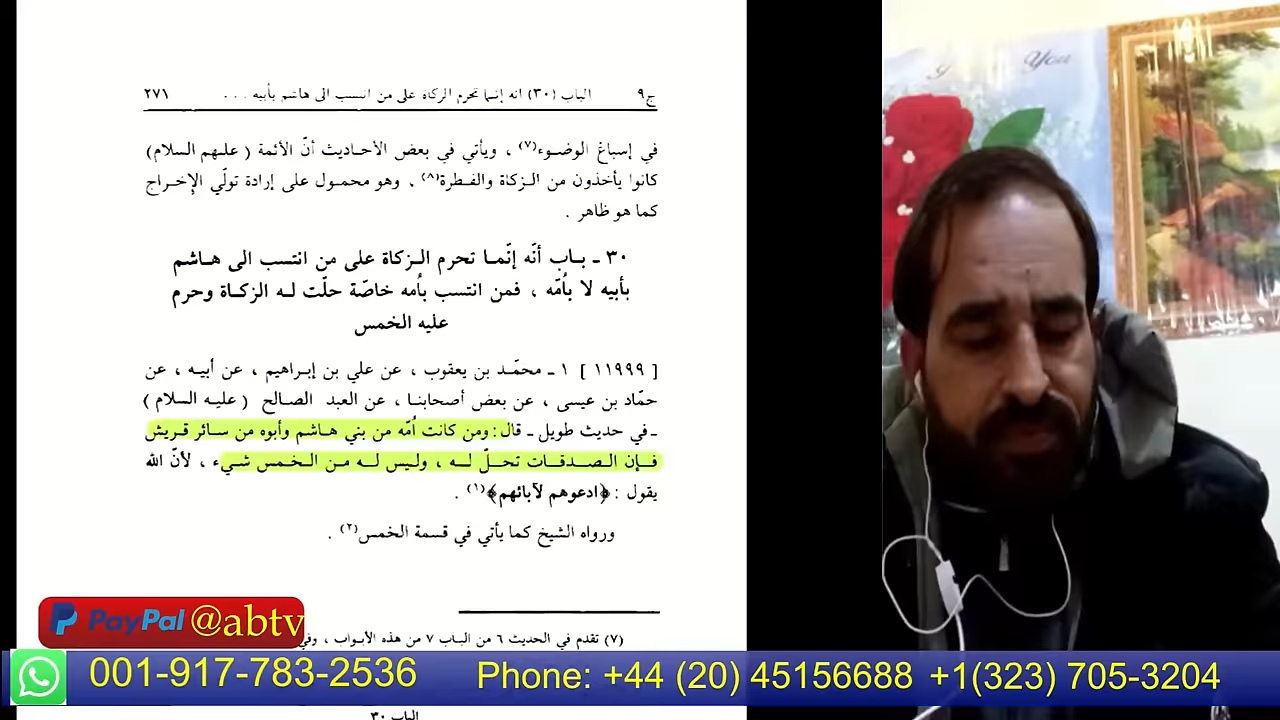 ج٩ الباب (٣٠) انه إنما تحرم الزكاة على من انتسب الى هاشم بأبيه . . . ٢٧١
في إسباغ الوضوء(٧) ، ويأتي في بعض الأحاديث أنّ الأئمة ( عليهم السلام )
كانوا يأخذون من الزكاة والفطرة(٨) ، وهو محمول على إرادة تولّي الإخراج
كما هو ظاهر .
٣٠ ـ باب أنّه إنّما تحرم الزكاة على من انتسب الى هاشم
بأبيه لا بأُمّه ، فمن انتسب بأُمه خاصّة حلّت له الزكاة وحرم
عليه الخمس
[ ١١٩٩٩ ] ١ ـ محمّد بن يعقوب ، عن علي بن إبراهيم ، عن أبيه ، عن
حمّاد بن عيسى ، عن بعض أصحابنا ، عن العبد الصالح ( عليه السلام )
ـ في حديث طويل ـ قال : ومن كانت أُمّه من بني هاشم وأبوه من سائر قريش
فإن الصدقات تحلّ له ، وليس له من الخمس شيء ، لأنّ الله
يقول : ﴿ادعوهم لآبائهم﴾(١) .
ورواه الشيخ كما يأتي في قسمة الخمس(٢) .
(٧) تقدم في الحديث ٦ من الباب ٧ من هذه الأبواب ، وفي
الباب ٣٠
You
PayPal @abtv
001-917-783-2536
Phone: +44 (20) 45156688 +1(323) 705-3204